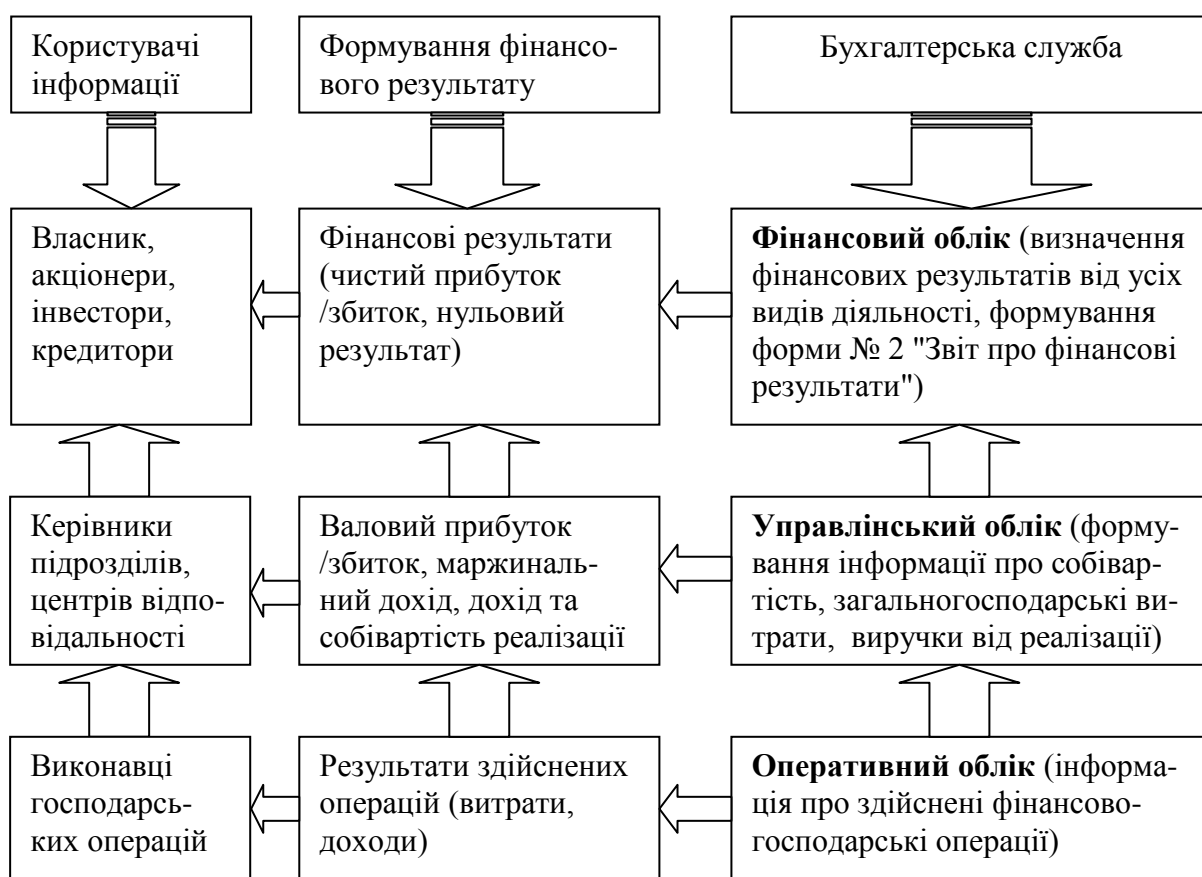 Користувачі
інформації
Формування фінансо-
вого результату
Бухгалтерська служба
Власник,
акціонери,
інвестори,
кредитори
Фінансові результати
(чистий прибуток
/збиток, нульовий
результат)
Фінансовий облік (визначення
фінансових результатів від усіх
видів діяльності, формування
форми № 2 "Звіт про фінансові
результати")
Керівники
підрозділів,
центрів відпо-
відальності
Валовий прибуток
/збиток, маржиналь-
ний дохід, дохід та
собівартість реалізації
Управлінський облік (форму-
вання інформації про собівар-
тість, загальногосподарські ви-
трати, виручки від реалізації)
Виконавці
господарсь-
ких операцій
Результати здійснених
операцій (витрати,
доходи)
Оперативний облік (інформа-
ція про здійснені фінансово-
господарські операції)